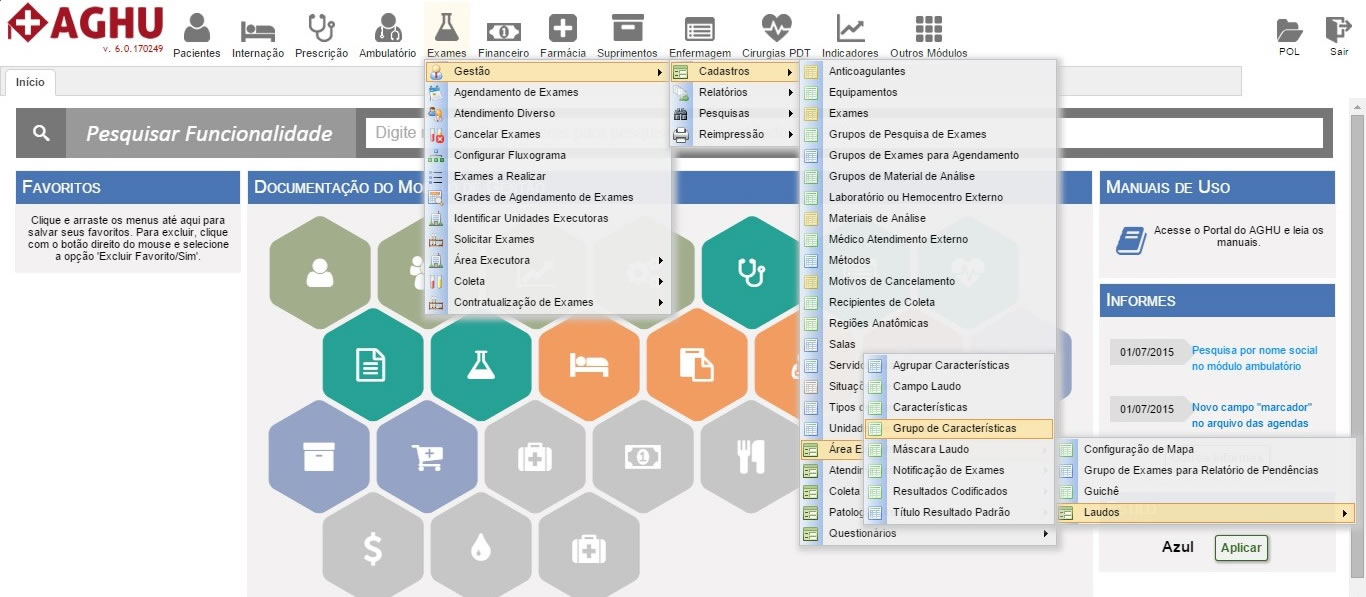 AGHU
v. 6.0.170249
Pacientes
Internação
Prescrição
Ambulatório
Exames
Financeiro
Farmácia
Suprimentos
Enfermagem
Cirurgias PDT
Indicadores
Outros Módulos
POL
Sair
Início
Pesquisar Funcionalidade
Digite
Gestão
Agendamento de Exames
Atendimento Diverso
Cancelar Exames
Configurar Fluxograma
Exames a Realizar
Grades de Agendamento de Exames
Identificar Unidades Executoras
Solicitar Exames
Área Executora
Coleta
Contratualização de Exames
Cadastros
Relatórios
Pesquisas
Reimpressão
Anticoagulantes
Equipamentos
Exames
Grupos de Pesquisa de Exames
Grupos de Exames para Agendamento
Grupos de Material de Análise
Laboratório ou Hemocentro Externo
Materiais de Análise
Médico Atendimento Externo
Métodos
Motivos de Cancelamento
Recipientes de Coleta
Regiões Anatômicas
Salas
Servido
Situaçõ
Tipos d
Unidad
Área E
Atendin
Coleta
Patolog
Questionários
Agrupar Características
Campo Laudo
Características
Grupo de Características
Máscara Laudo
Notificação de Exames
Resultados Codificados
Título Resultado Padrão
Configuração de Mapa
Grupo de Exames para Relatório de Pendências
Guichê
Laudos
Favoritos
Clique e arraste os menus até aqui para
salvar seus favoritos. Para excluir, clique
com o botão direito do mouse e selecione
a opção 'Excluir Favorito/Sim'.
Documentação do Mo
Manuais de Uso
Acesse o Portal do AGHU e leia os
manuais.
Informes
01/07/2015
Pesquisa por nome social
no módulo ambulatório
01/07/2015
Novo campo "marcador"
no arquivo das agendas
Azul
Aplicar